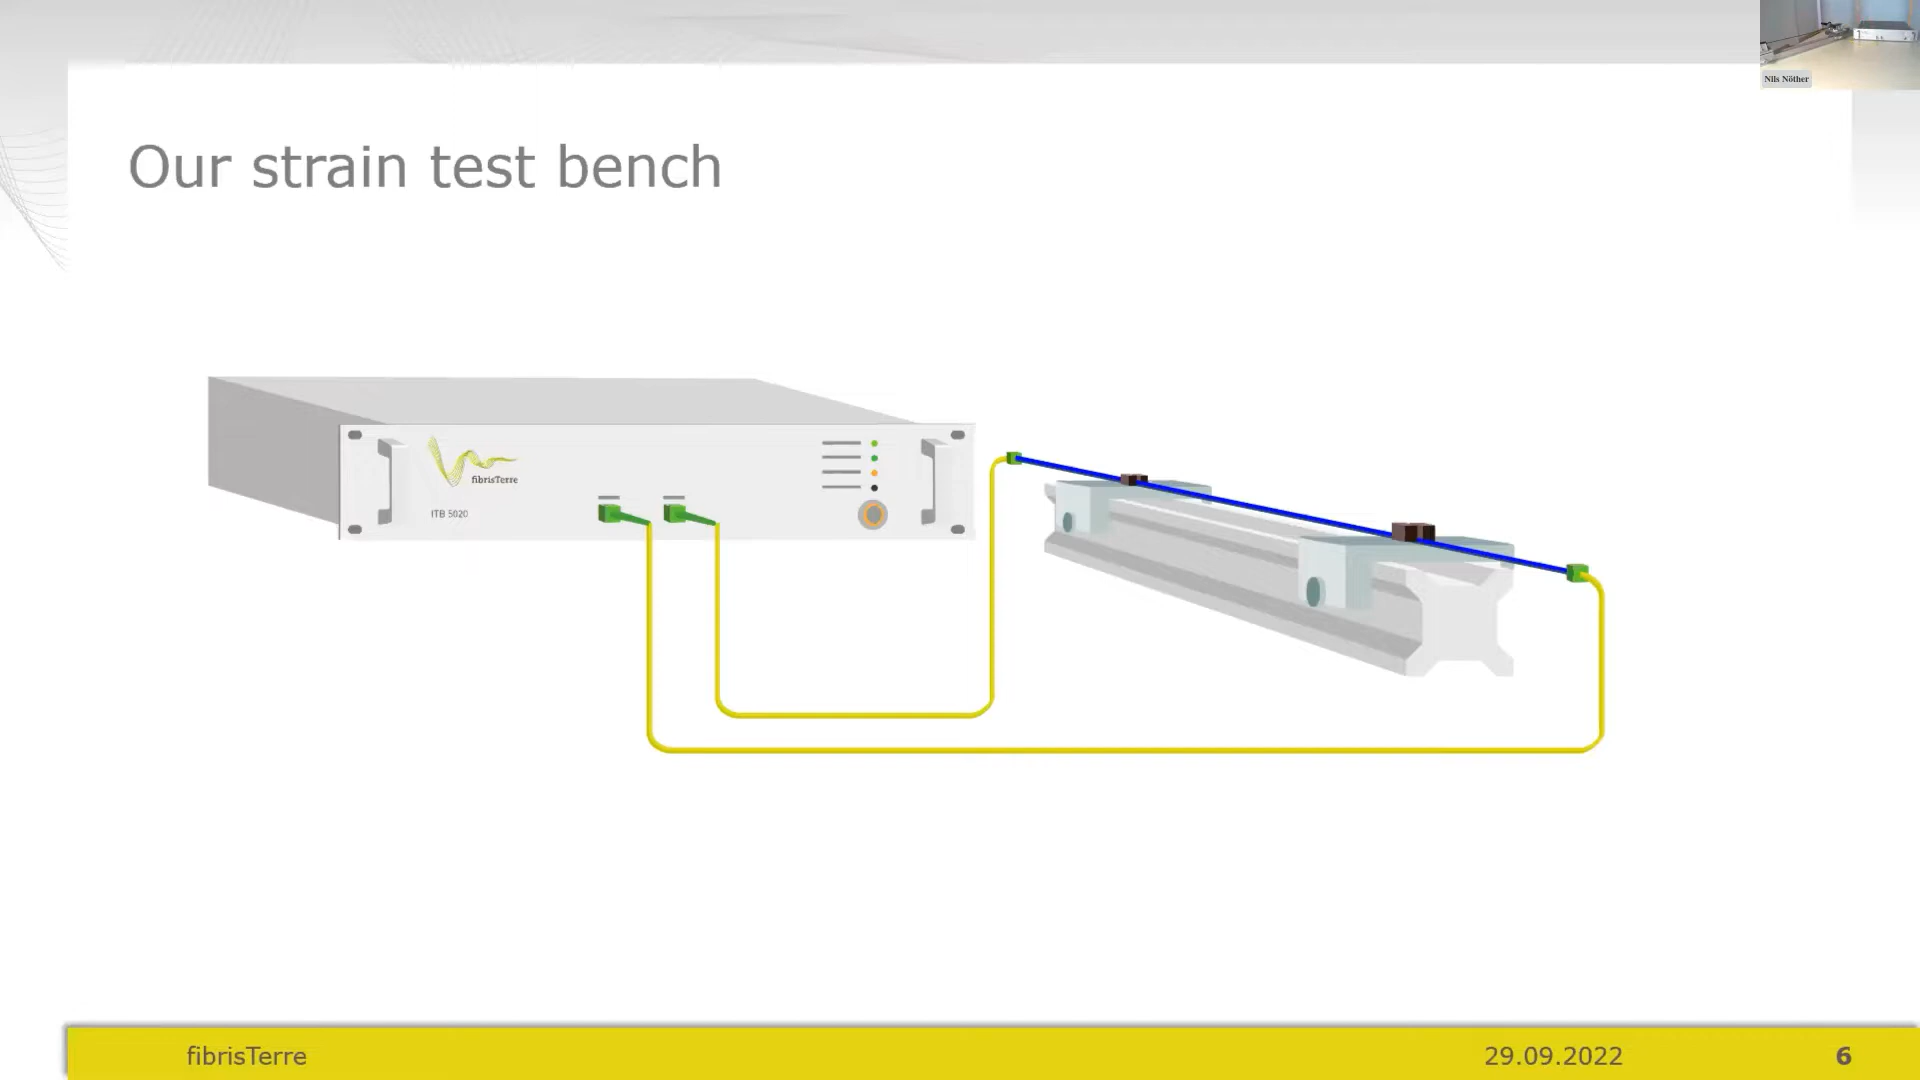 Nils Nöther
Our strain test bench
fibrisTerre
ITB 5020
fibrisTerre
29.09.2022
6